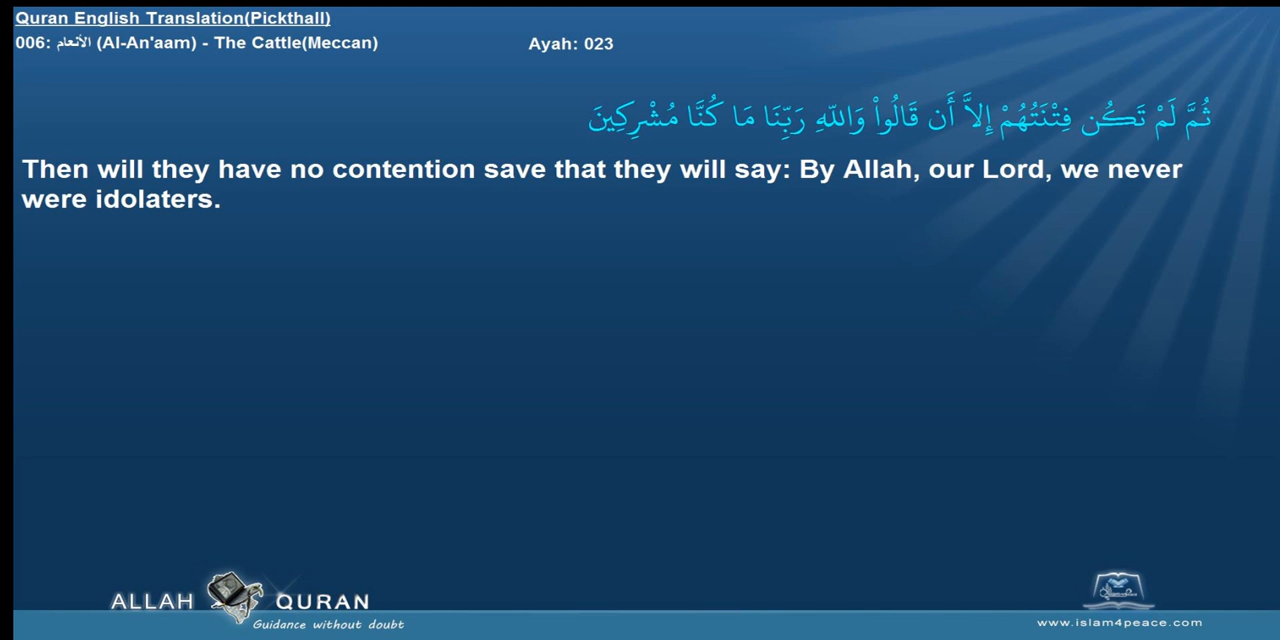 Quran English Translation(Pickthall)
006: الأنعام (Al-An'aam) - The Cattle(Meccan)
Ayah: 023
ثُمَّ لَمْ تَكُن فِتْنَتُهُمْ إِلاَّ أَن قَالُواْ وَاللّهِ رَبِّنَا مَا كُنَّا مُشْرِكِينَ
Then will they have no contention save that they will say: By Allah, our Lord, we never
were idolaters.
ALLAH QURAN
Guidance without doubt
www.islam4peace.com